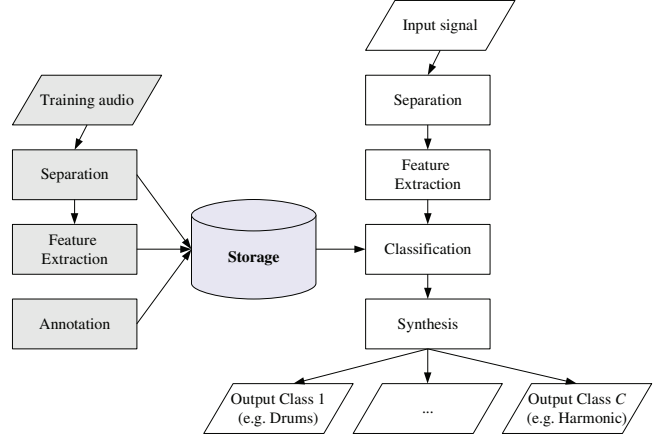 Input signal
Training audio
Separation
Separation
Feature
Extraction
Feature
Extraction
Storage
Classification
Annotation
Synthesis
Output Class 1
(e.g. Drums)
...
Output Class C
(e.g. Harmonic)